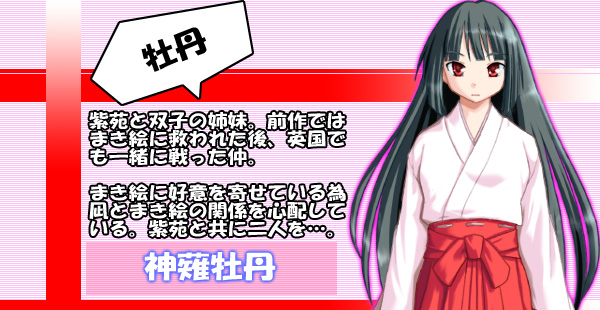 牡丹
紫苑と双子の姉妹。前作では
まき絵に救われた後、英国で
も一緒に戦った仲。
まき絵に好意を寄せている為
凪とまき絵の関係を心配して
いる。紫苑と共に二人を…。
神薙牡丹